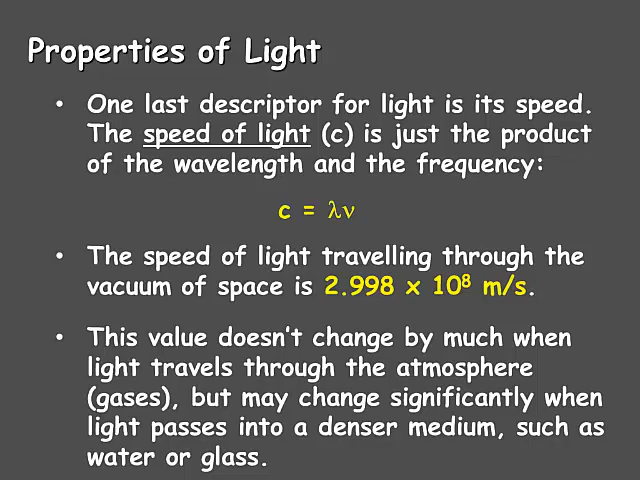 Properties of Light
• One last descriptor for light is its speed.
The speed of light (c) is just the product
of the wavelength and the frequency:
c = λν
• The speed of light travelling through the
vacuum of space is 2.998 x 10⁸ m/s.
• This value doesn't change by much when
light travels through the atmosphere
(gases), but may change significantly when
light passes into a denser medium, such as
water or glass.